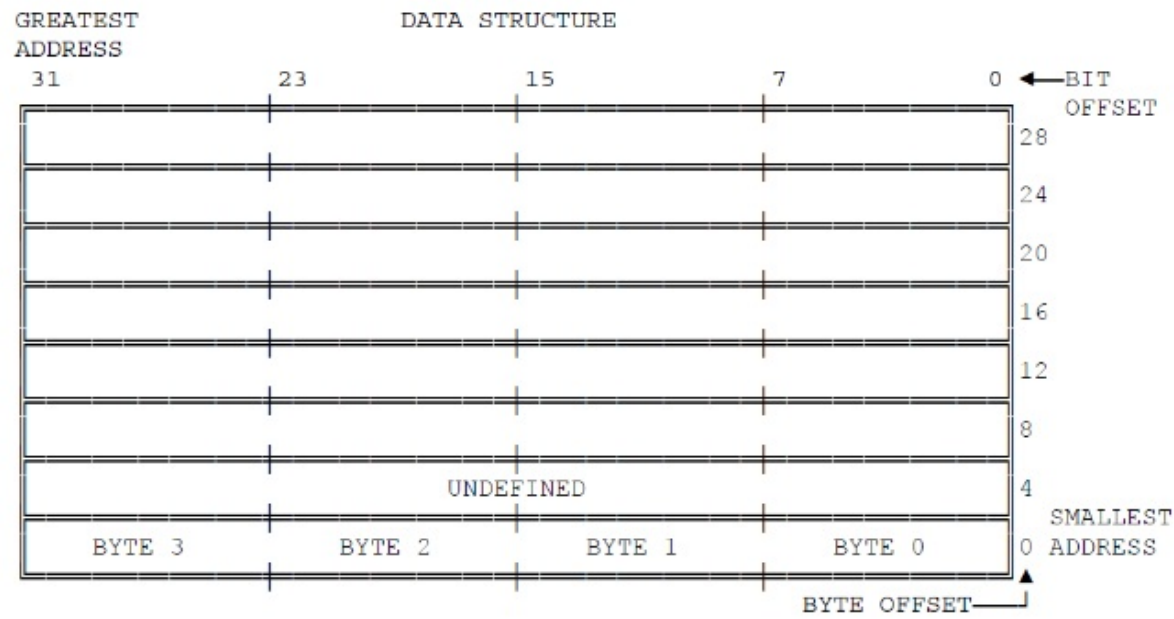 GREATEST DATA STRUCTURE
ADDRESS
31 23 15 7 0 ◄—BIT
OFFSET
28
24
20
16
12
8
UNDEFINED 4
SMALLEST
BYTE 3 BYTE 2 BYTE 1 BYTE 0 0 ADDRESS
BYTE OFFSET